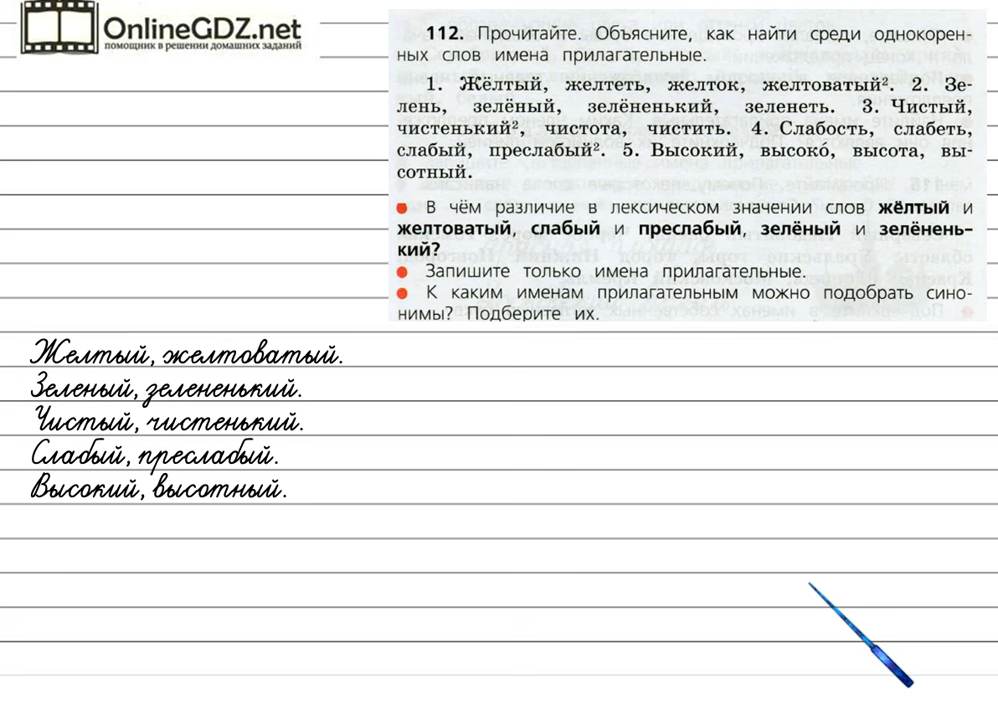 OnlineGDZ.net
помощник в решении домашних заданий
112. Прочитайте. Объясните, как найти среди однокорен-
ных слов имена прилагательные.
1. Жёлтый, желтеть, желток, желтоватый². 2. Зе-
лень, зелёный, зелёненький, зеленеть. 3. Чистый,
чистенький², чистота, чистить. 4. Слабость, слабеть,
слабый, преслабый². 5. Высокий, высоко́, высота, вы-
сотный.
В чём различие в лексическом значении слов жёлтый и
желтоватый, слабый и преслабый, зелёный и зелёнень-
кий?
Запишите только имена прилагательные.
К каким именам прилагательным можно подобрать сино-
нимы? Подберите их.
Желтый, желтоватый.
Зеленый, зелененький.
Чистый, чистенький.
Слабый, преслабый.
Высокий, высотный.